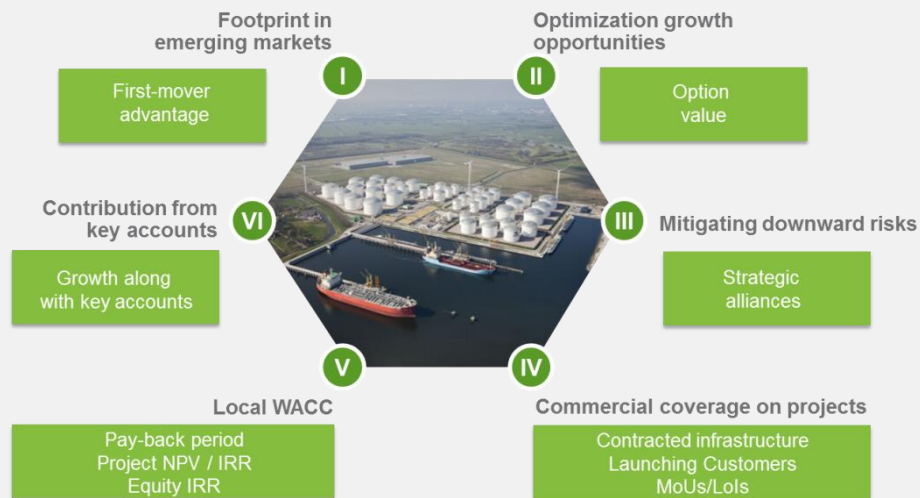 Footprint in
emerging markets
I
First-mover
advantage
Optimization growth
opportunities
II
Option
value
Mitigating downward risks
III
Strategic
alliances
Commercial coverage on projects
IV
Contracted infrastructure
Launching Customers
MoUs/LoIs
Local WACC
V
Pay-back period
Project NPV / IRR
Equity IRR
Contribution from
key accounts
VI
Growth along
with key accounts